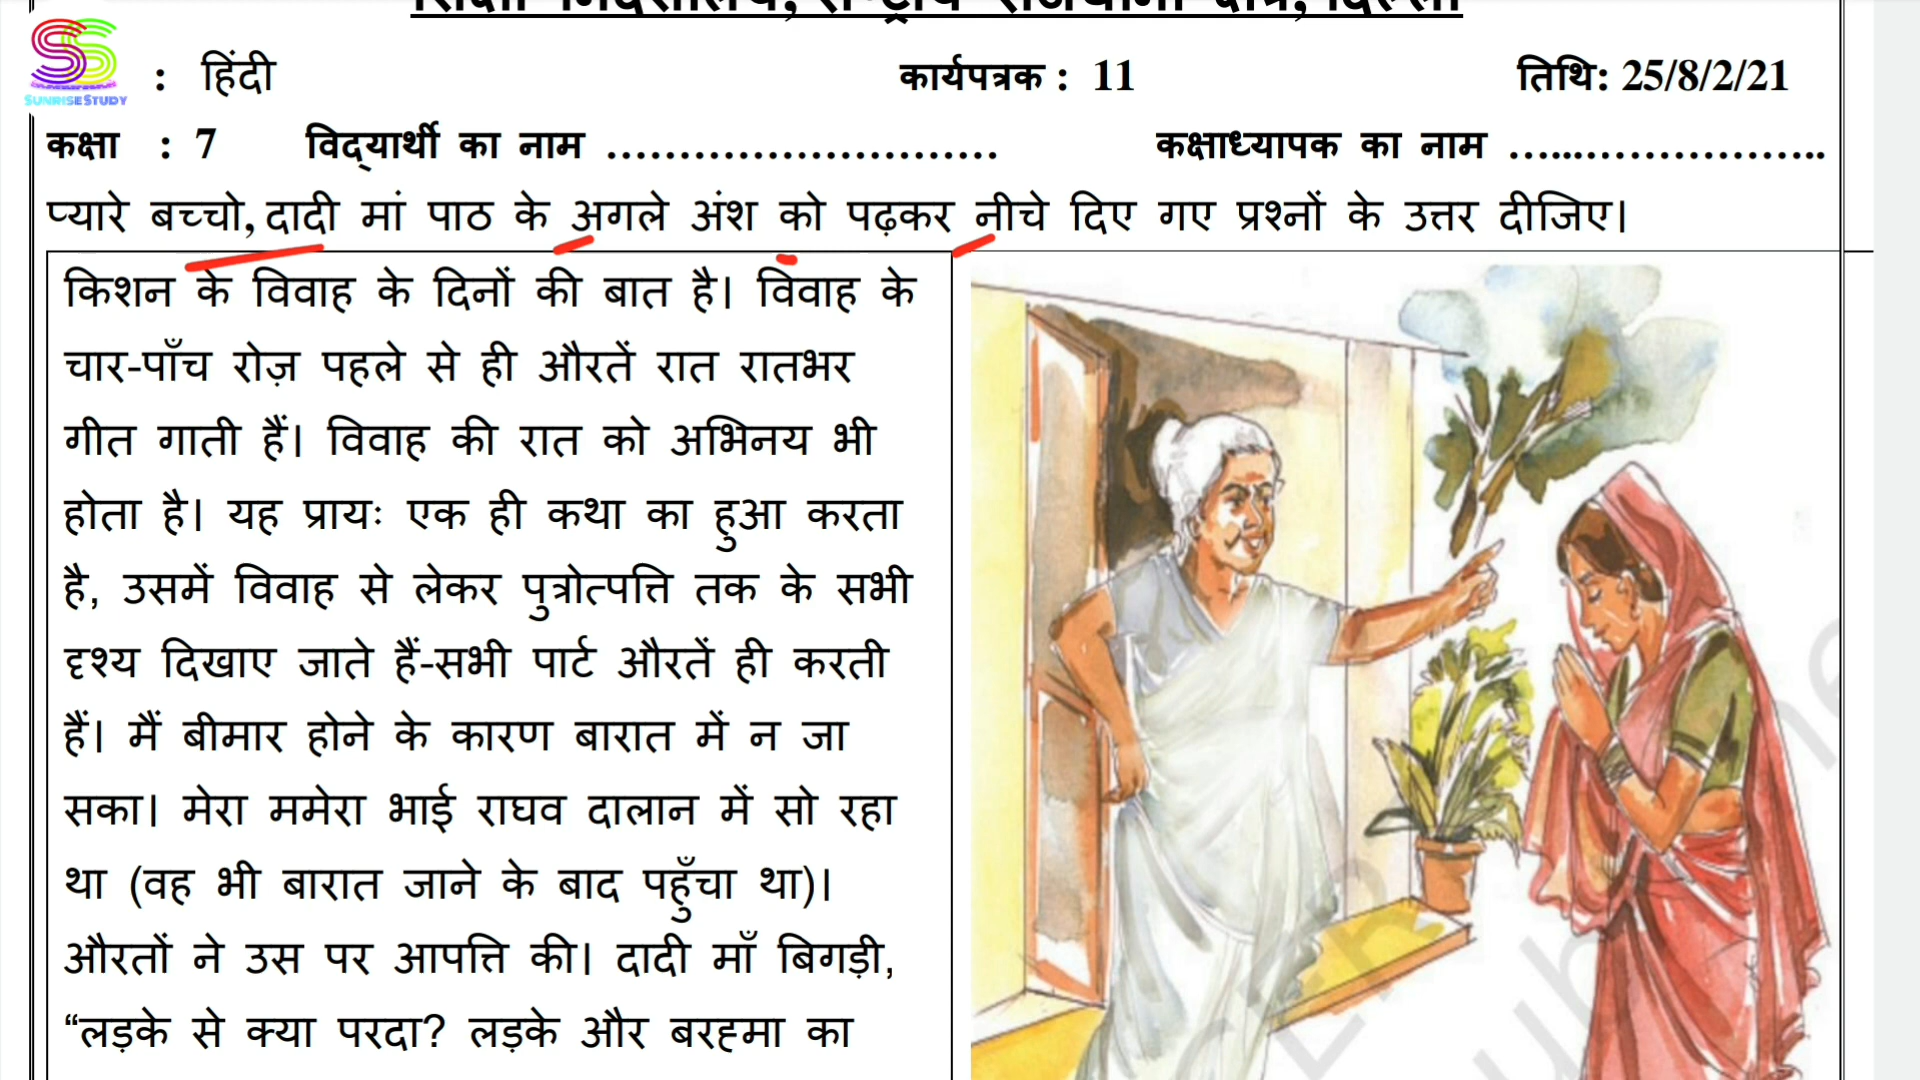 SUNRISE STUDY
: हिंदी कार्यपत्रक : 11 तिथि: 25/8/2/21
कक्षा : 7 विद्यार्थी का नाम ……………………… कक्षाध्यापक का नाम …...……………..
प्यारे बच्चो, दादी मां पाठ के अगले अंश को पढ़कर नीचे दिए गए प्रश्नों के उत्तर दीजिए।
किशन के विवाह के दिनों की बात है। विवाह के
चार-पाँच रोज़ पहले से ही औरतें रात रातभर
गीत गाती हैं। विवाह की रात को अभिनय भी
होता है। यह प्रायः एक ही कथा का हुआ करता
है, उसमें विवाह से लेकर पुत्रोत्पत्ति तक के सभी
दृश्य दिखाए जाते हैं-सभी पार्ट औरतें ही करती
हैं। मैं बीमार होने के कारण बारात में न जा
सका। मेरा ममेरा भाई राघव दालान में सो रहा
था (वह भी बारात जाने के बाद पहुँचा था)।
औरतों ने उस पर आपत्ति की। दादी माँ बिगड़ी,
“लड़के से क्या परदा? लड़के और बरह्मा का